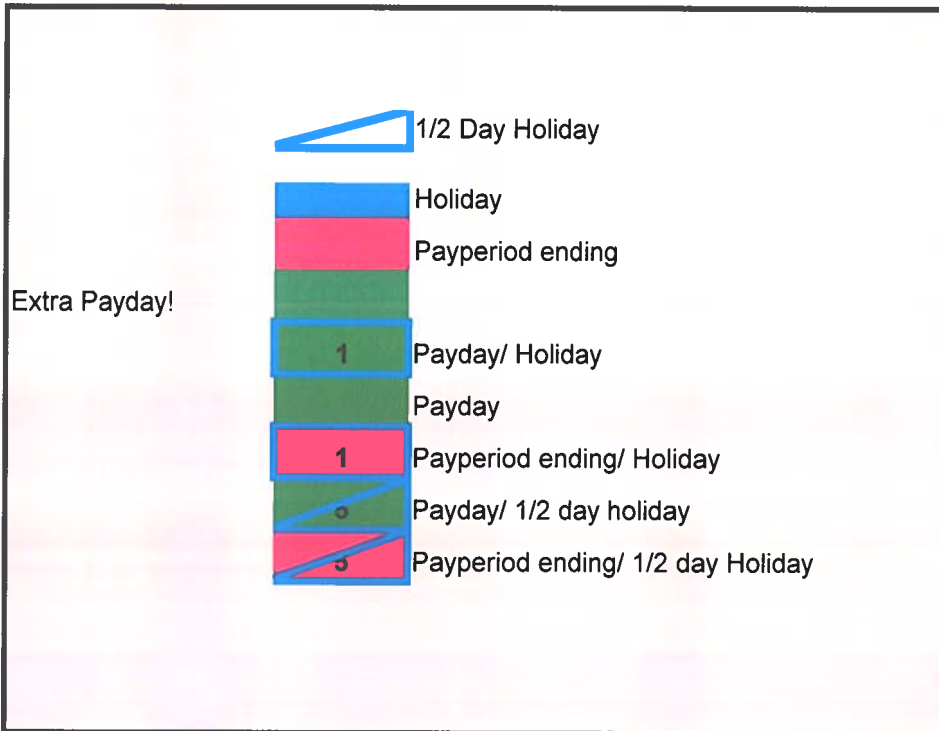 1/2 Day Holiday
Holiday
Payperiod ending
Extra Payday!
1 Payday/ Holiday
Payday
1 Payperiod ending/ Holiday
Payday/ 1/2 day holiday
5 Payperiod ending/ 1/2 day Holiday